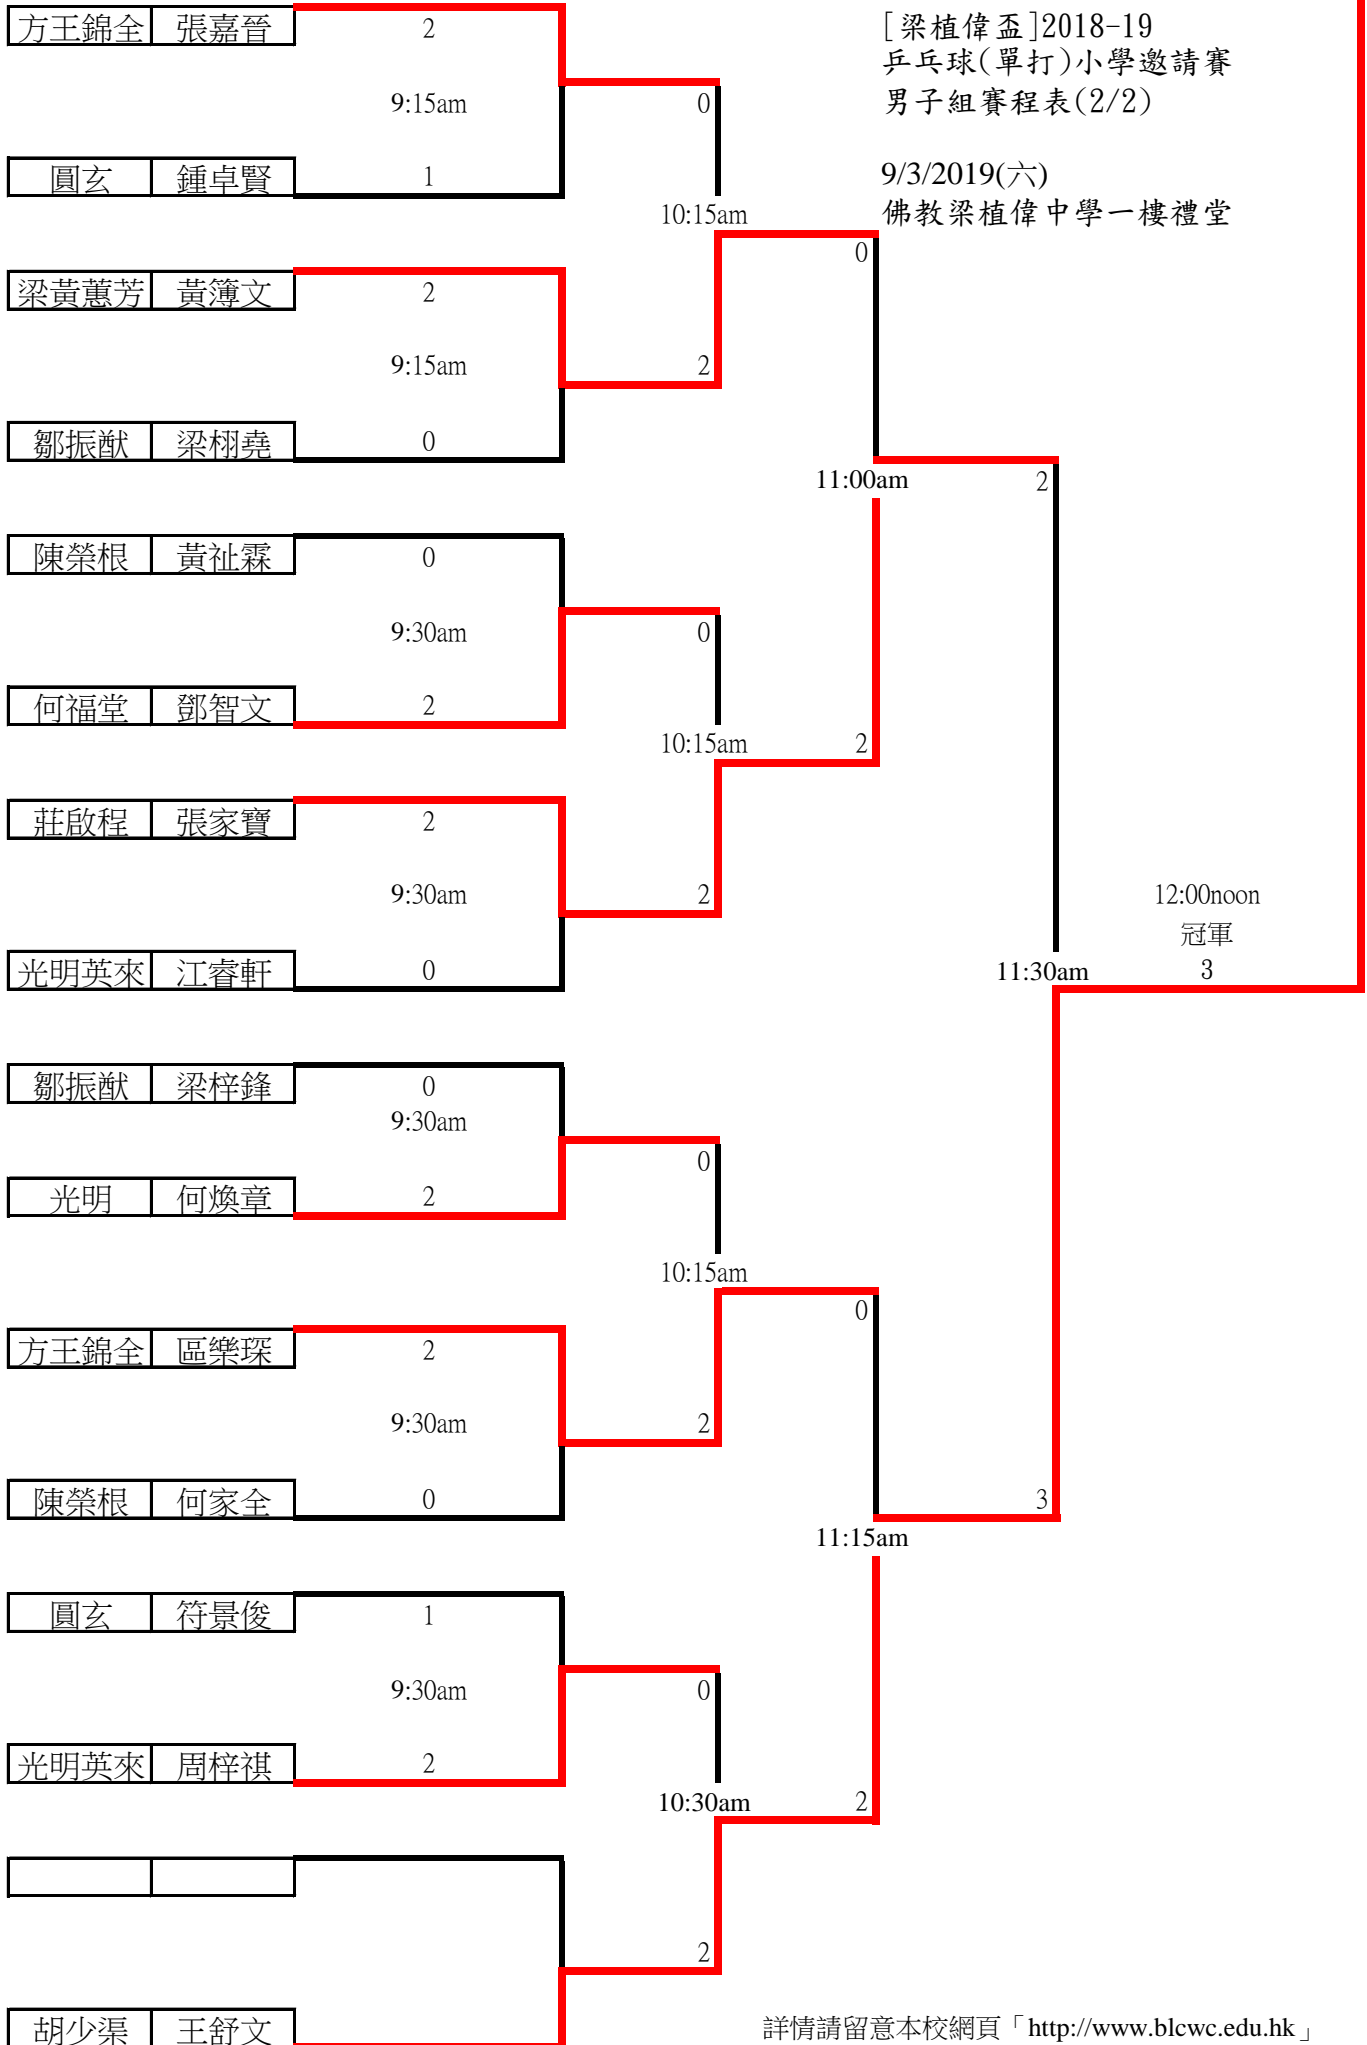 [梁植偉盃]2018-19
乒乓球(單打)小學邀請賽
男子組賽程表(2/2)
9/3/2019(六)
佛教梁植偉中學一樓禮堂
方王錦全 張嘉晉 2
9:15am 0
圓玄 鍾卓賢 1
10:15am 0
梁黃蕙芳 黃簿文 2
9:15am 2
鄒振猷 梁栩堯 0
11:00am 2
陳榮根 黃祉霖 0
9:30am 0
何福堂 鄧智文 2
10:15am 2
莊啟程 張家寶 2
9:30am 2
12:00noon
冠軍
光明英來 江睿軒 0
11:30am 3
鄒振猷 梁梓鋒 0
9:30am
0
光明 何煥章 2
10:15am
0
方王錦全 區樂琛 2
9:30am 2
陳榮根 何家全 0
3
11:15am
圓玄 符景俊 1
9:30am 0
光明英來 周梓祺 2
10:30am 2
2
胡少渠 王舒文
詳情請留意本校網頁「http://www.blcwc.edu.hk」